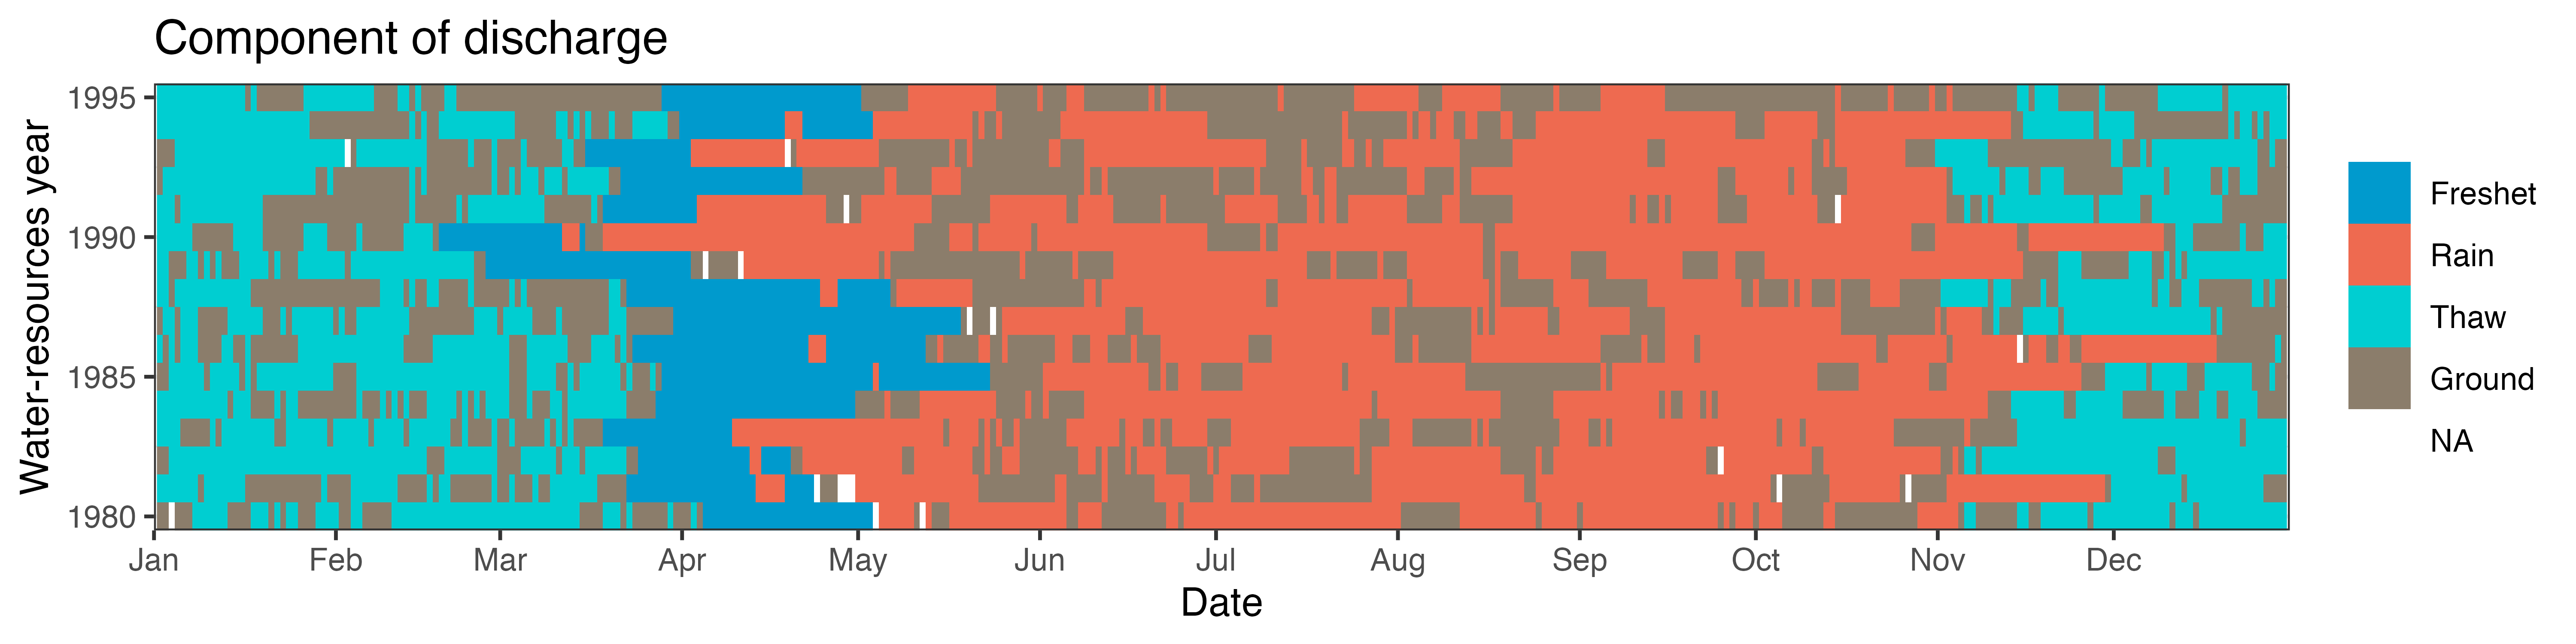 Component of discharge
Water-resources year
1995
1990
1985
1980
Jan Feb Mar Apr May Jun Jul Aug Sep Oct Nov Dec
Date
Freshet
Rain
Thaw
Ground
NA